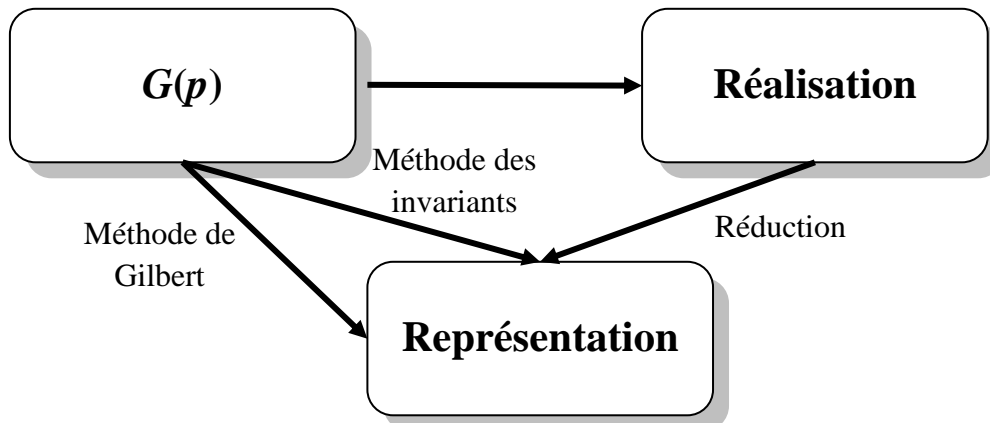 G(p)
Réalisation
Méthode des
invariants
Méthode de
Gilbert
Réduction
Représentation